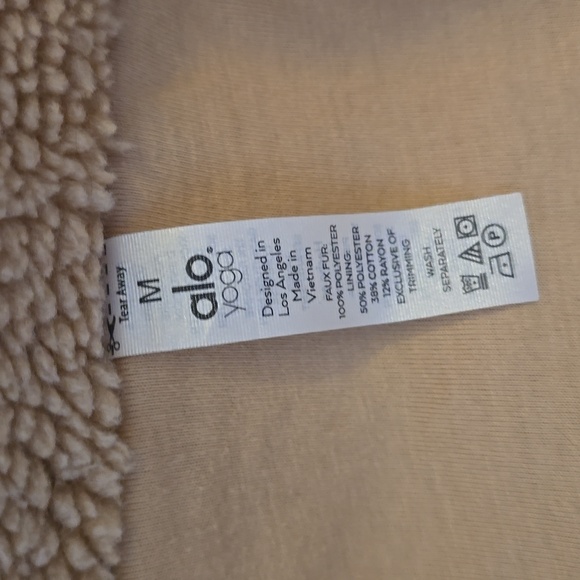 Tear Away
M
alo.
yoga
Designed in
Los Angeles
Made in
Vietnam
FAUX FUR:
100% POLYESTER
LINING:
50% POLYESTER
38% COTTON
12% RAYON
EXCLUSIVE OF
TRIMMING
WASH
SEPARATELY
P